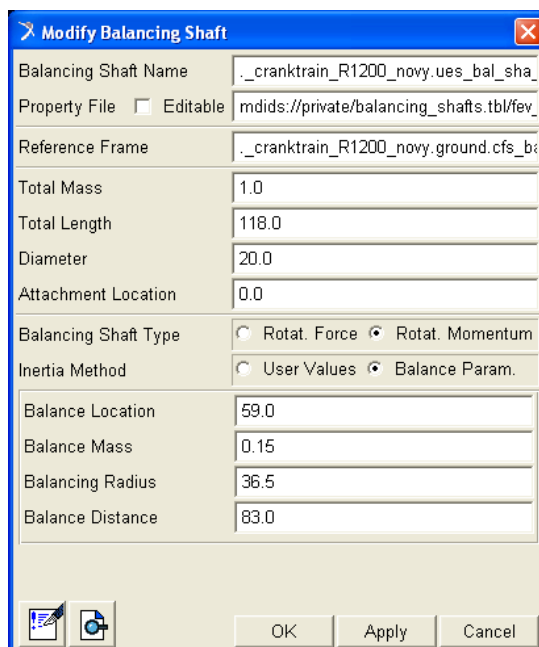 Modify Balancing Shaft
Balancing Shaft Name ._cranktrain_R1200_novy.ues_bal_sha_
Property File Editable mdids://private/balancing_shafts.tbl/fev_
Reference Frame ._cranktrain_R1200_novy.ground.cfs_ba
Total Mass 1.0
Total Length 118.0
Diameter 20.0
Attachment Location 0.0
Balancing Shaft Type Rotat. Force Rotat. Momentum
Inertia Method User Values Balance Param.
Balance Location 59.0
Balance Mass 0.15
Balancing Radius 36.5
Balance Distance 83.0
OK Apply Cancel